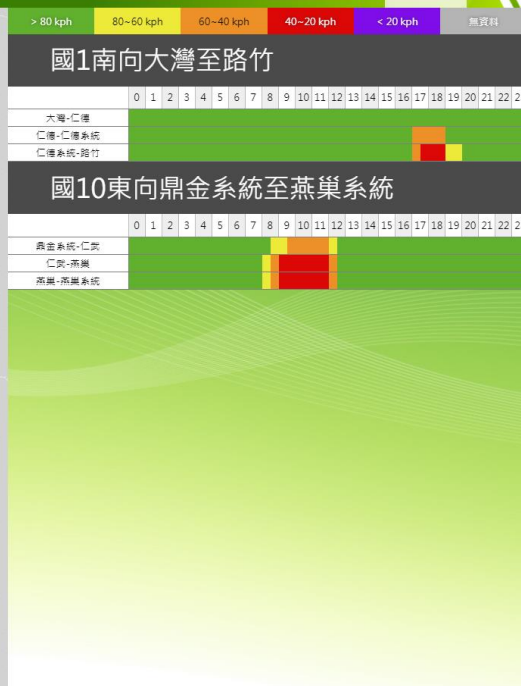 > 80 kph 80~60 kph 60~40 kph 40~20 kph < 20 kph 無資料
國1南向大灣至路竹
0 1 2 3 4 5 6 7 8 9 10 11 12 13 14 15 16 17 18 19 20 21 22 2
大灣-仁德
仁德-仁德系統
仁德系統-路竹
國10東向鼎金系統至燕巢系統
0 1 2 3 4 5 6 7 8 9 10 11 12 13 14 15 16 17 18 19 20 21 22 2
鼎金系統-仁武
仁武-燕巢
燕巢-燕巢系統